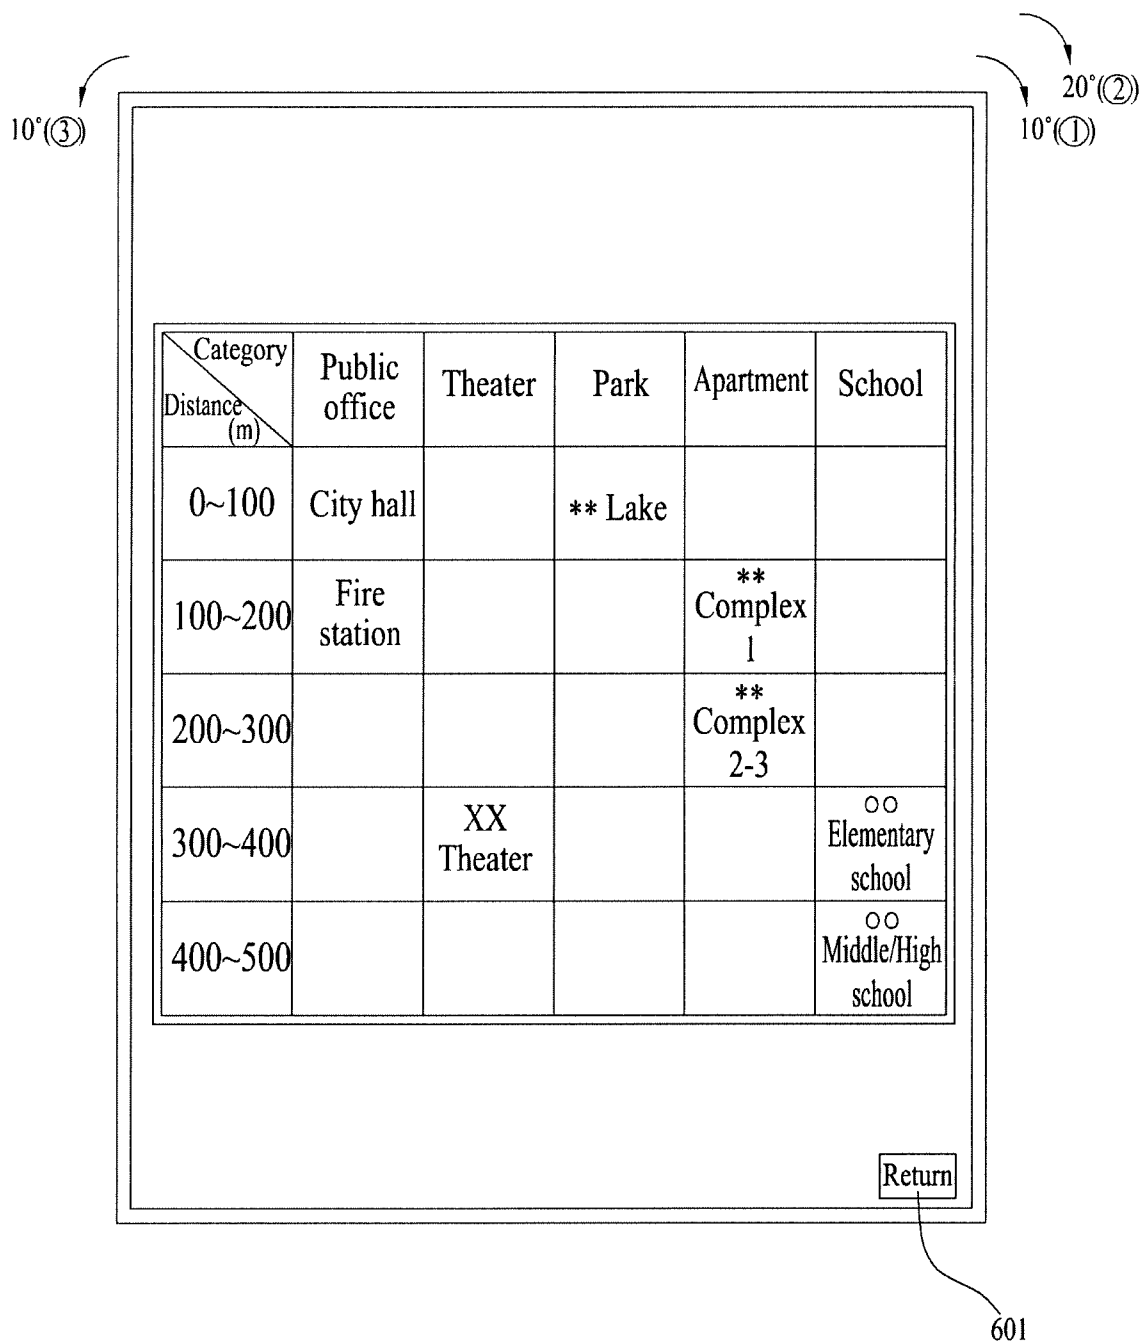 20°(②)
10°(③)
10°(①)
Category
Distance
(m)
Public
office
Theater
Park
Apartment
School
0~100
City hall
** Lake
100~200
Fire
station
**
Complex
1
200~300
**
Complex
2-3
300~400
XX
Theater
○○
Elementary
school
400~500
○○
Middle/High
school
Return
601